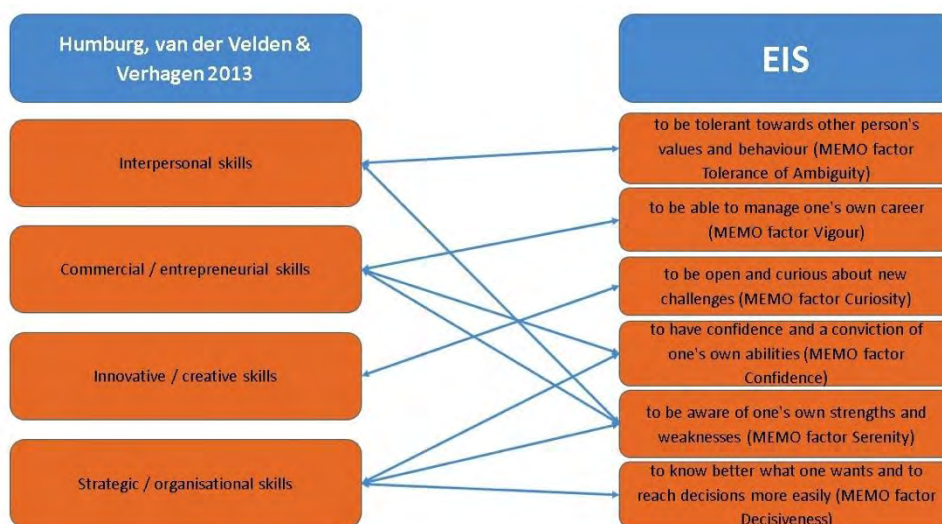 Humburg, van der Velden &
Verhagen 2013
EIS
Interpersonal skills
Commercial / entrepreneurial skills
Innovative / creative skills
Strategic / organisational skills
to be tolerant towards other person's
values and behaviour (MEMO factor
Tolerance of Ambiguity)
to be able to manage one's own career
(MEMO factor Vigour)
to be open and curious about new
challenges (MEMO factor Curiosity)
to have confidence and a conviction of
one's own abilities (MEMO factor
Confidence)
to be aware of one's own strengths and
weaknesses (MEMO factor Serenity)
to know better what one wants and to
reach decisions more easily (MEMO factor
Decisiveness)